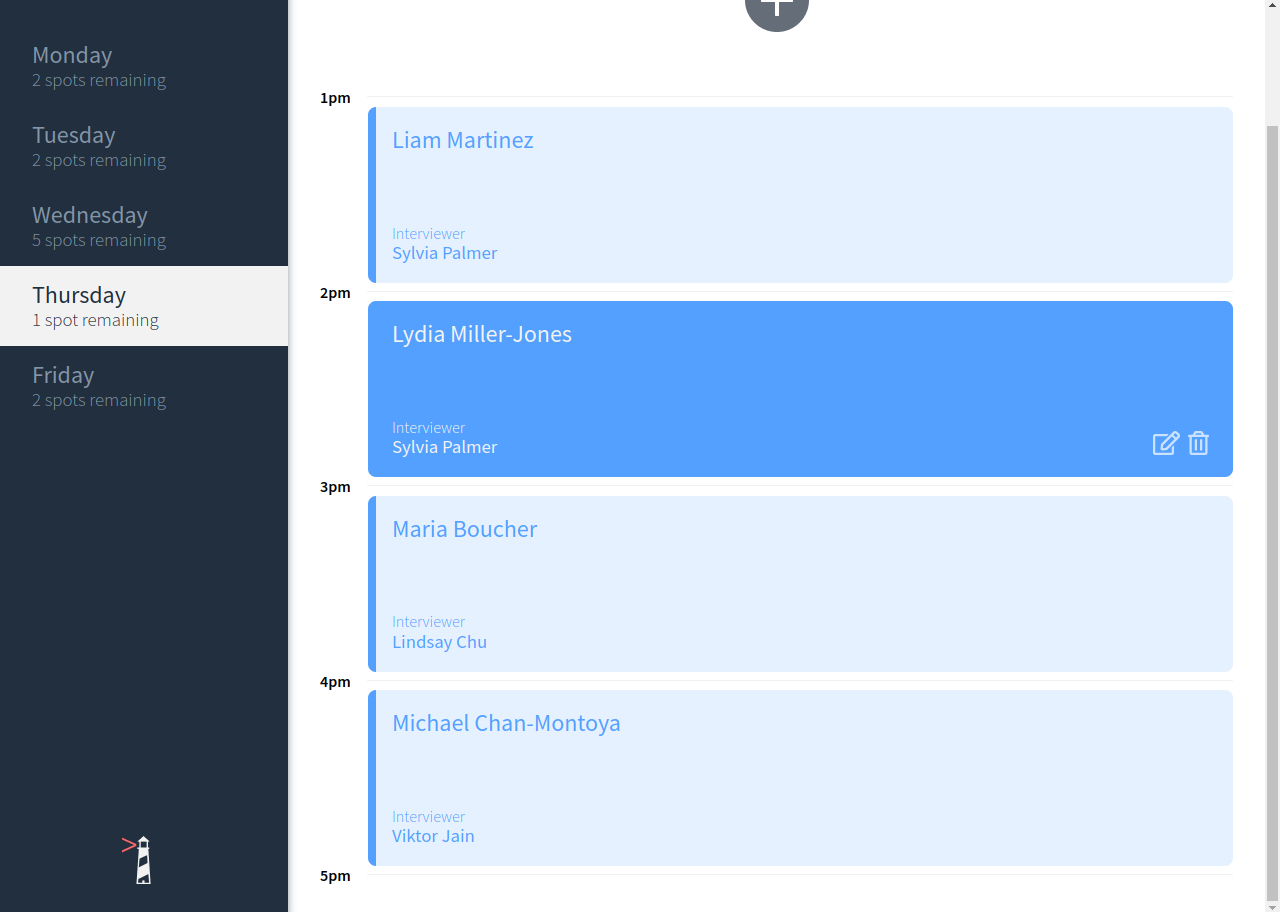 Monday
2 spots remaining
Tuesday
2 spots remaining
Wednesday
5 spots remaining
Thursday
1 spot remaining
Friday
2 spots remaining
1pm
Liam Martinez
Interviewer
Sylvia Palmer
2pm
Lydia Miller-Jones
Interviewer
Sylvia Palmer
3pm
Maria Boucher
Interviewer
Lindsay Chu
4pm
Michael Chan-Montoya
Interviewer
Viktor Jain
5pm